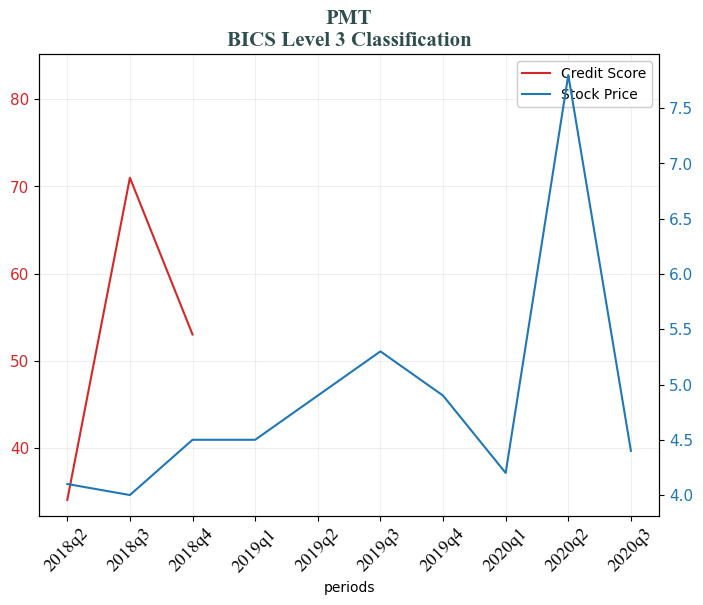 PMT
BICS Level 3 Classification
Credit Score
Stock Price
80
70
60
50
40
7.5
7.0
6.5
6.0
5.5
5.0
4.5
4.0
2018q2
2018q3
2018q4
2019q1
2019q2
2019q3
2019q4
2020q1
2020q2
2020q3
periods